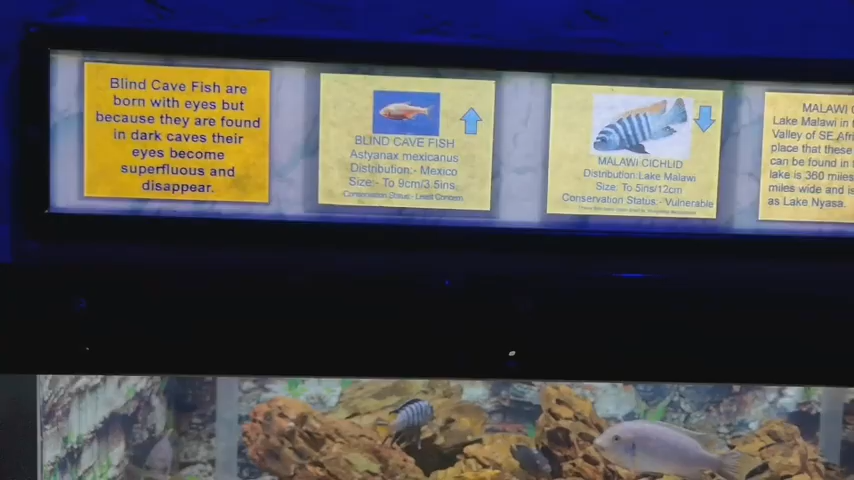 Blind Cave Fish are
born with eyes but
because they are found
in dark caves their
eyes become
superfluous and
disappear.
BLIND CAVE FISH
Astyanax mexicanus
Distribution:- Mexico
Size:- To 9cm/3.5ins.
Conservation Status:- Least Concern
MALAWI CICHLID
Distribution:Lake Malawi
Size: To 5ins/12cm
Conservation Status:- Vulnerable
MALAWI
Lake Malawi in
Valley of SE
place that these
can be found in
lake is 360 miles
miles wide and
as Lake Nyasa.